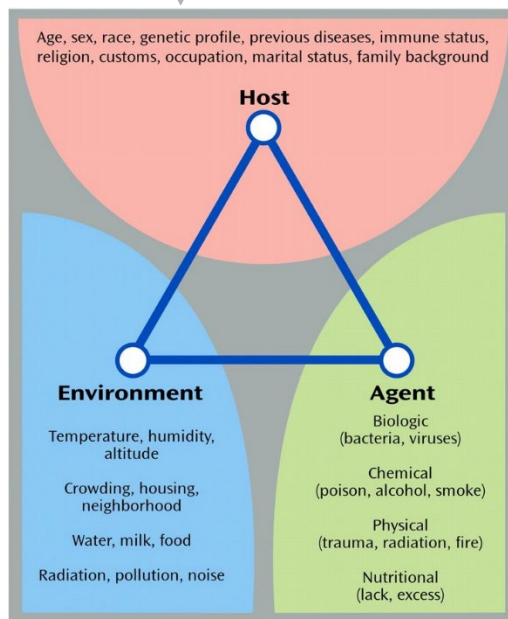 Age, sex, race, genetic profile, previous diseases, immune status,
religion, customs, occupation, marital status, family background
Host
Environment
Temperature, humidity,
altitude
Crowding, housing,
neighborhood
Water, milk, food
Radiation, pollution, noise
Agent
Biologic
(bacteria, viruses)
Chemical
(poison, alcohol, smoke)
Physical
(trauma, radiation, fire)
Nutritional
(lack, excess)